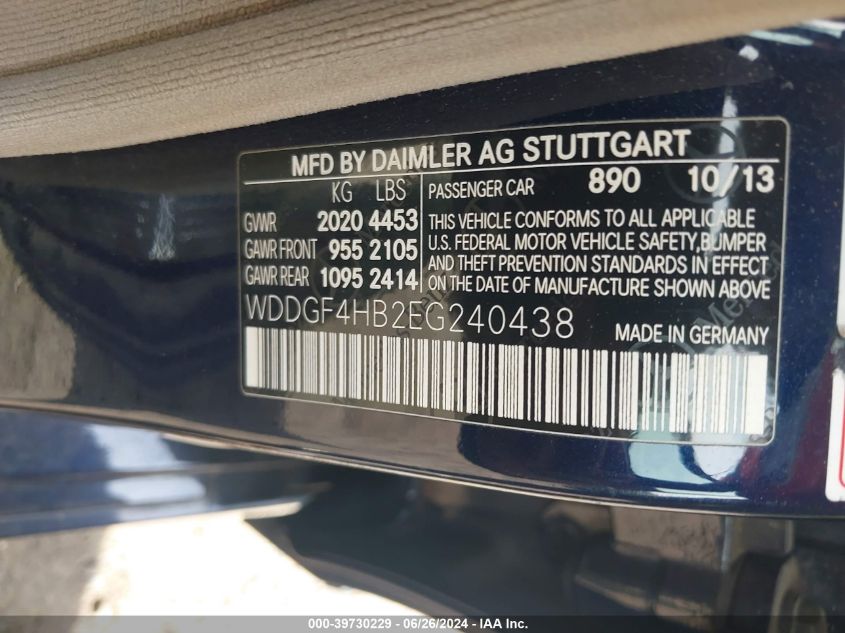 MFD BY DAIMLER AG STUTTGART
KG LBS
GVWR 2020 4453
GAWR FRONT 955 2105
GAWR REAR 1095 2414
PASSENGER CAR 890 10/13
THIS VEHICLE CONFORMS TO ALL APPLICABLE
U.S. FEDERAL MOTOR VEHICLE SAFETY,BUMPER
AND THEFT PREVENTION STANDARDS IN EFFECT
ON THE DATE OF MANUFACTURE SHOWN ABOVE
WDDGF4HB2EG240438 MADE IN GERMANY
000-39730229 - 06/26/2024 - IAA Inc.